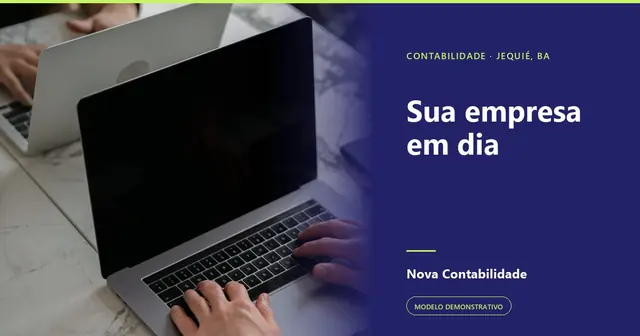 CONTABILIDADE · JEQUIÉ, BA
Sua empresa
em dia
Nova Contabilidade
MODELO DEMONSTRATIVO